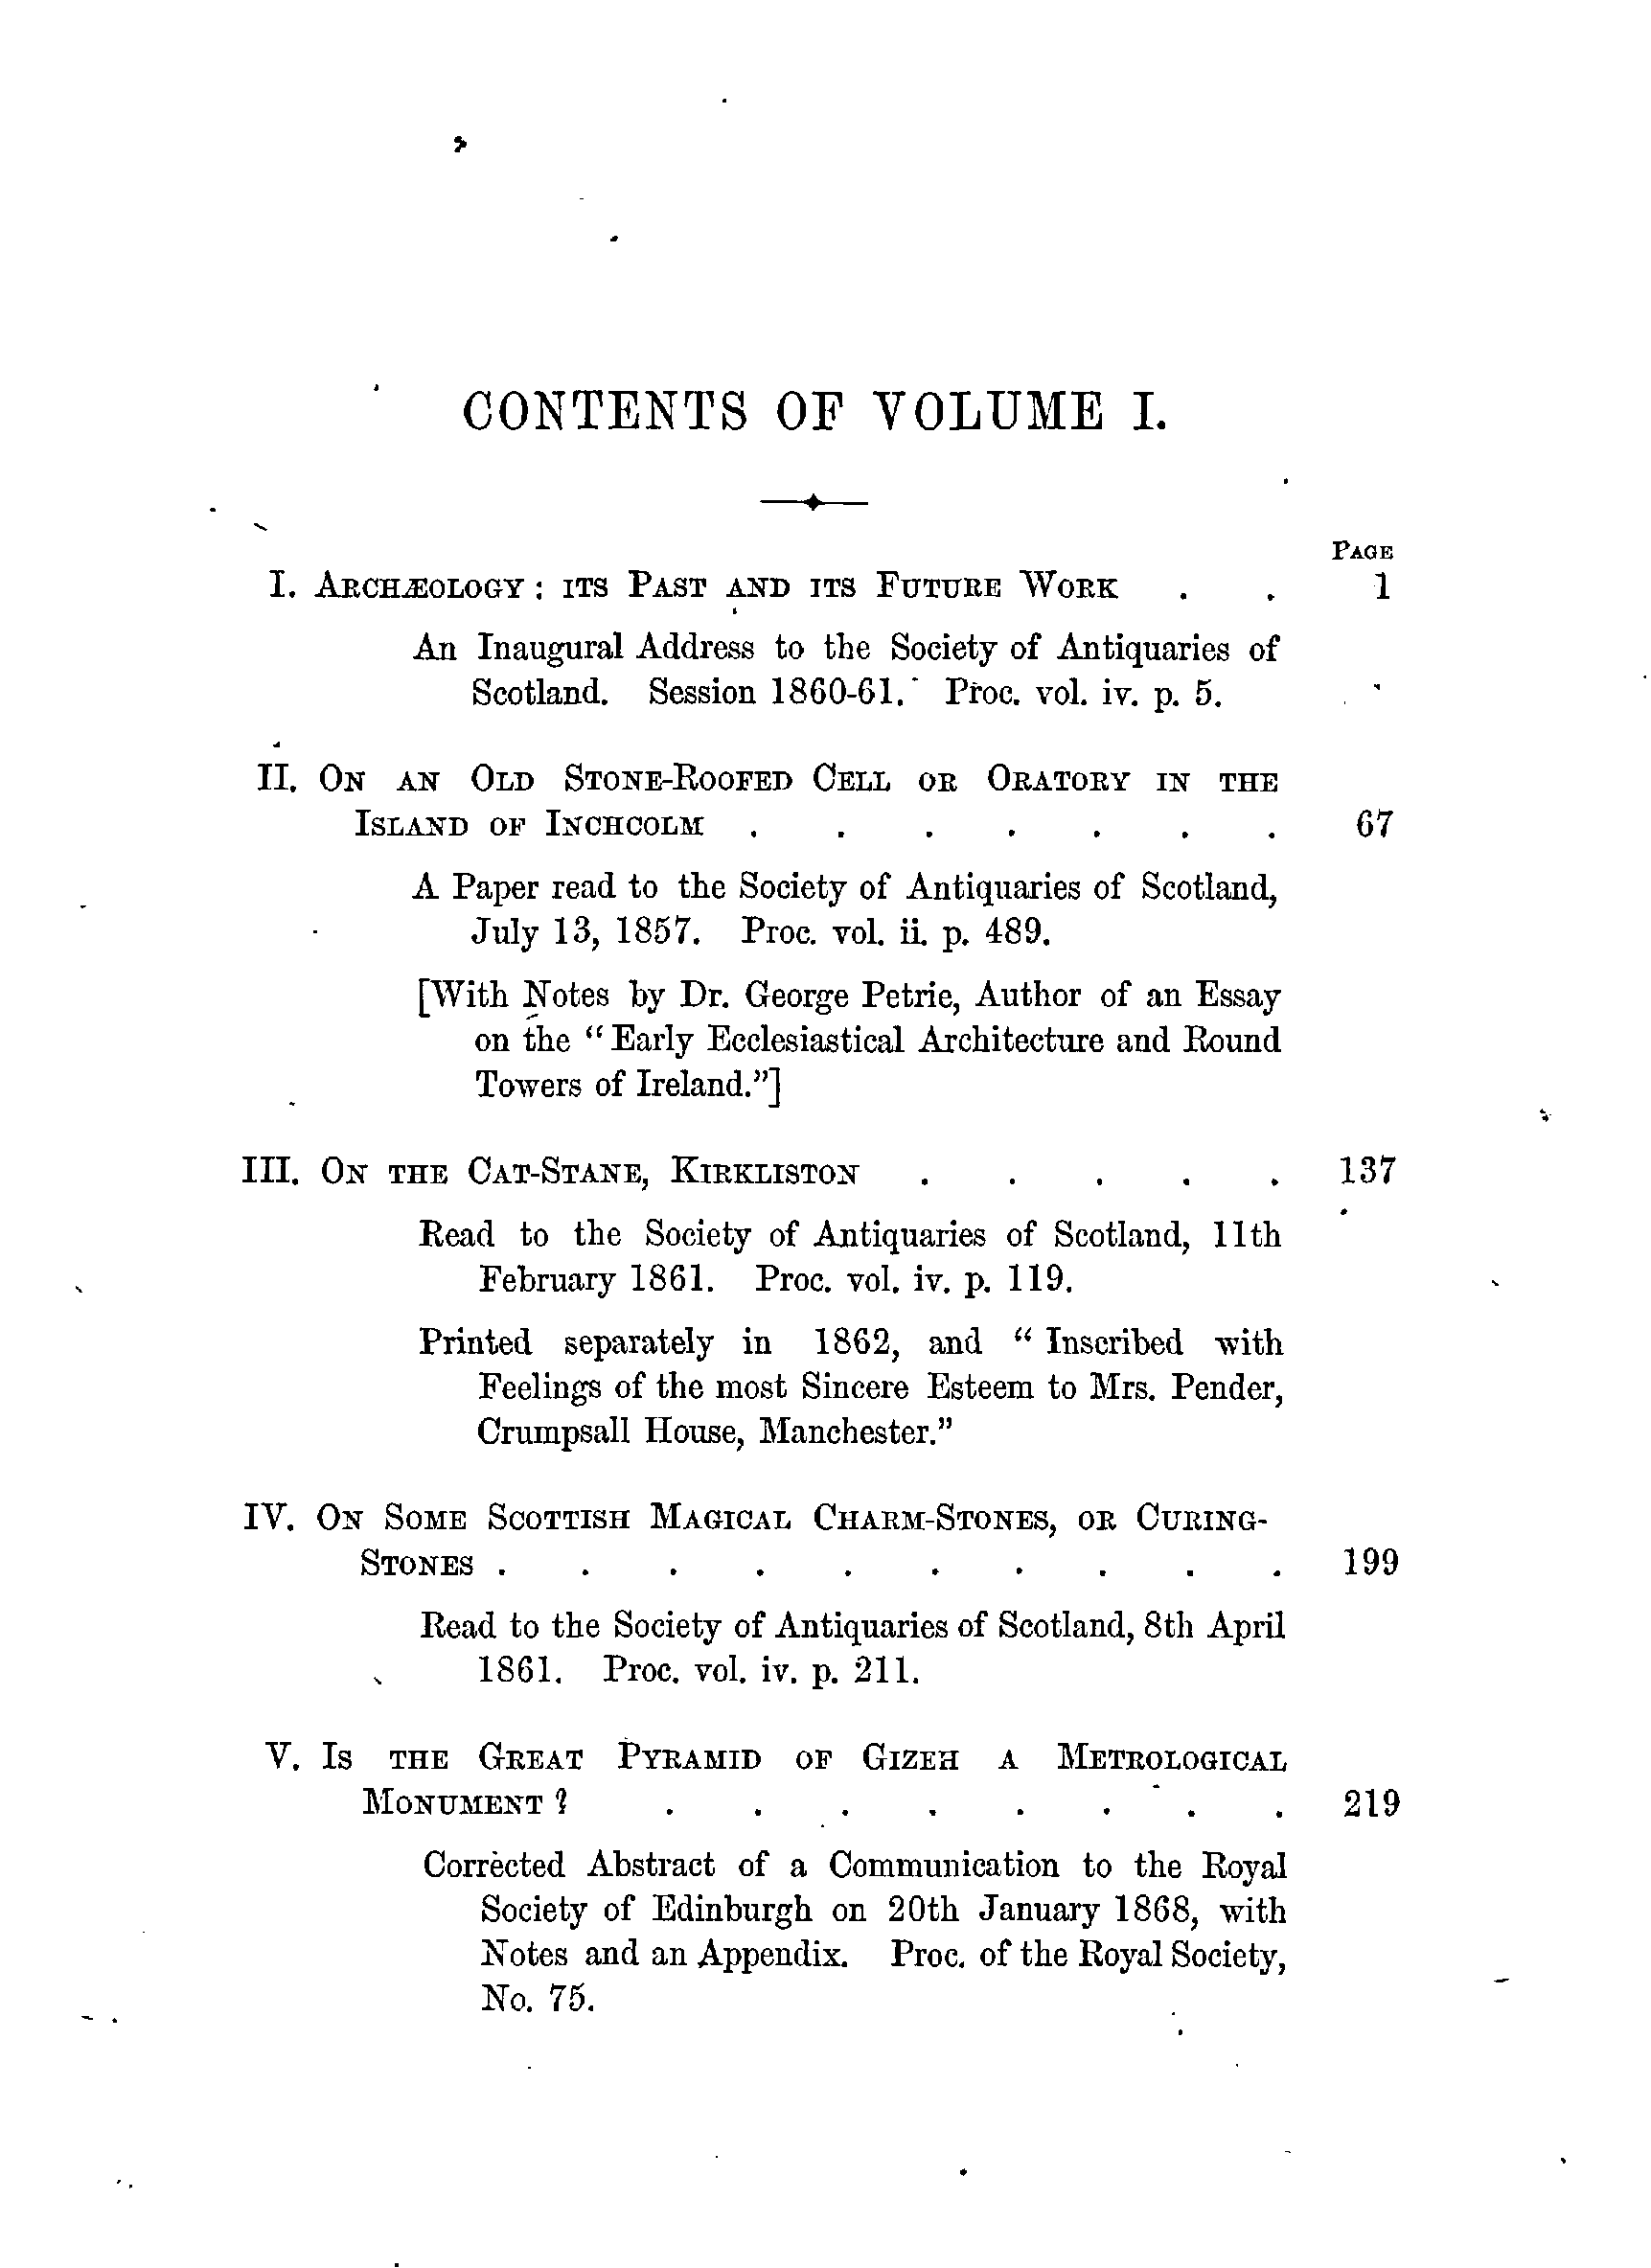 CONTENTS OF VOLUME I.
PAGE
I. ARCHÆOLOGY: ITS PAST AND ITS FUTURE WORK . . 1
An Inaugural Address to the Society of Antiquaries of
Scotland. Session 1860-61. Proc. vol. iv. p. 5.
II. ON AN OLD STONE-ROOFED CELL OR ORATORY IN THE
ISLAND OF INCHCOLM . . . . . . . 67
A Paper read to the Society of Antiquaries of Scotland,
July 13, 1857. Proc. vol. ii. p. 489.
[With Notes by Dr. George Petrie, Author of an Essay
on the “Early Ecclesiastical Architecture and Round
Towers of Ireland.”]
III. ON THE CAT-STANE, KIRKLISTON . . . . . 137
Read to the Society of Antiquaries of Scotland, 11th
February 1861. Proc. vol. iv. p. 119.
Printed separately in 1862, and “Inscribed with
Feelings of the most Sincere Esteem to Mrs. Pender,
Crumpsall House, Manchester.”
IV. ON SOME SCOTTISH MAGICAL CHARM-STONES, OR CURING-
STONES . . . . . . . . . . 199
Read to the Society of Antiquaries of Scotland, 8th April
1861. Proc. vol. iv. p. 211.
V. IS THE GREAT PYRAMID OF GIZEH A METROLOGICAL
MONUMENT? . . . . . . . . 219
Corrected Abstract of a Communication to the Royal
Society of Edinburgh on 20th January 1868, with
Notes and an Appendix. Proc. of the Royal Society,
No. 75.